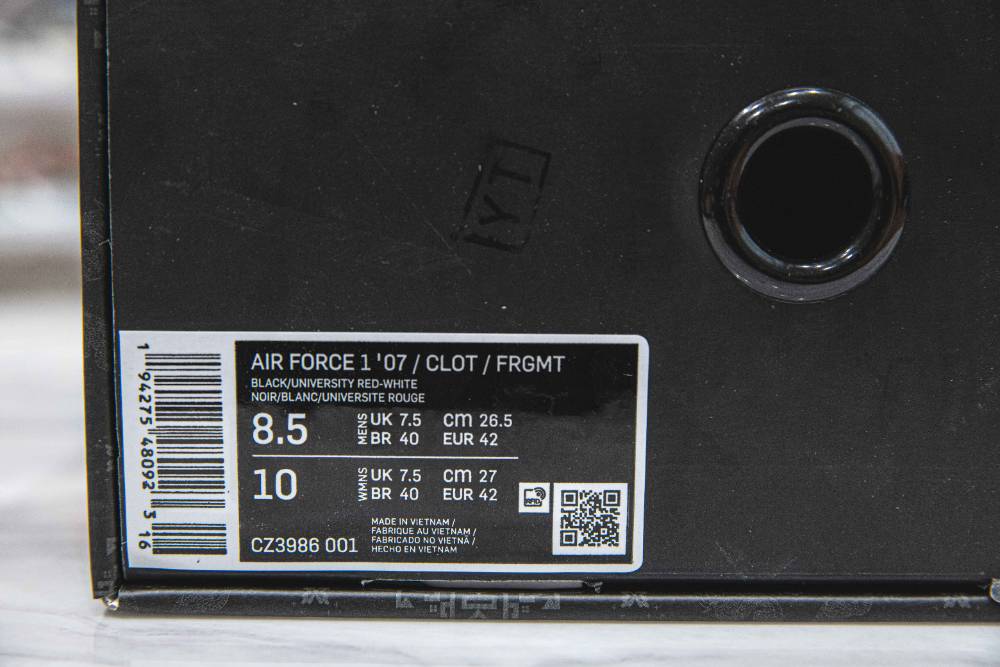 YT
AIR FORCE 1 '07 / CLOT / FRGMT
BLACK/UNIVERSITY RED-WHITE
NOIR/BLANC/UNIVERSITE ROUGE
8.5 MENS UK 7.5 cm 26.5
BR 40 EUR 42
10 WMNS UK 7.5 cm 27
BR 40 EUR 42
MADE IN VIETNAM /
FABRIQUE AU VIETNAM /
FABRICADO NO VIETNÃ /
HECHO EN VIETNAM
CZ3986 001
1 94275 48092 3 16